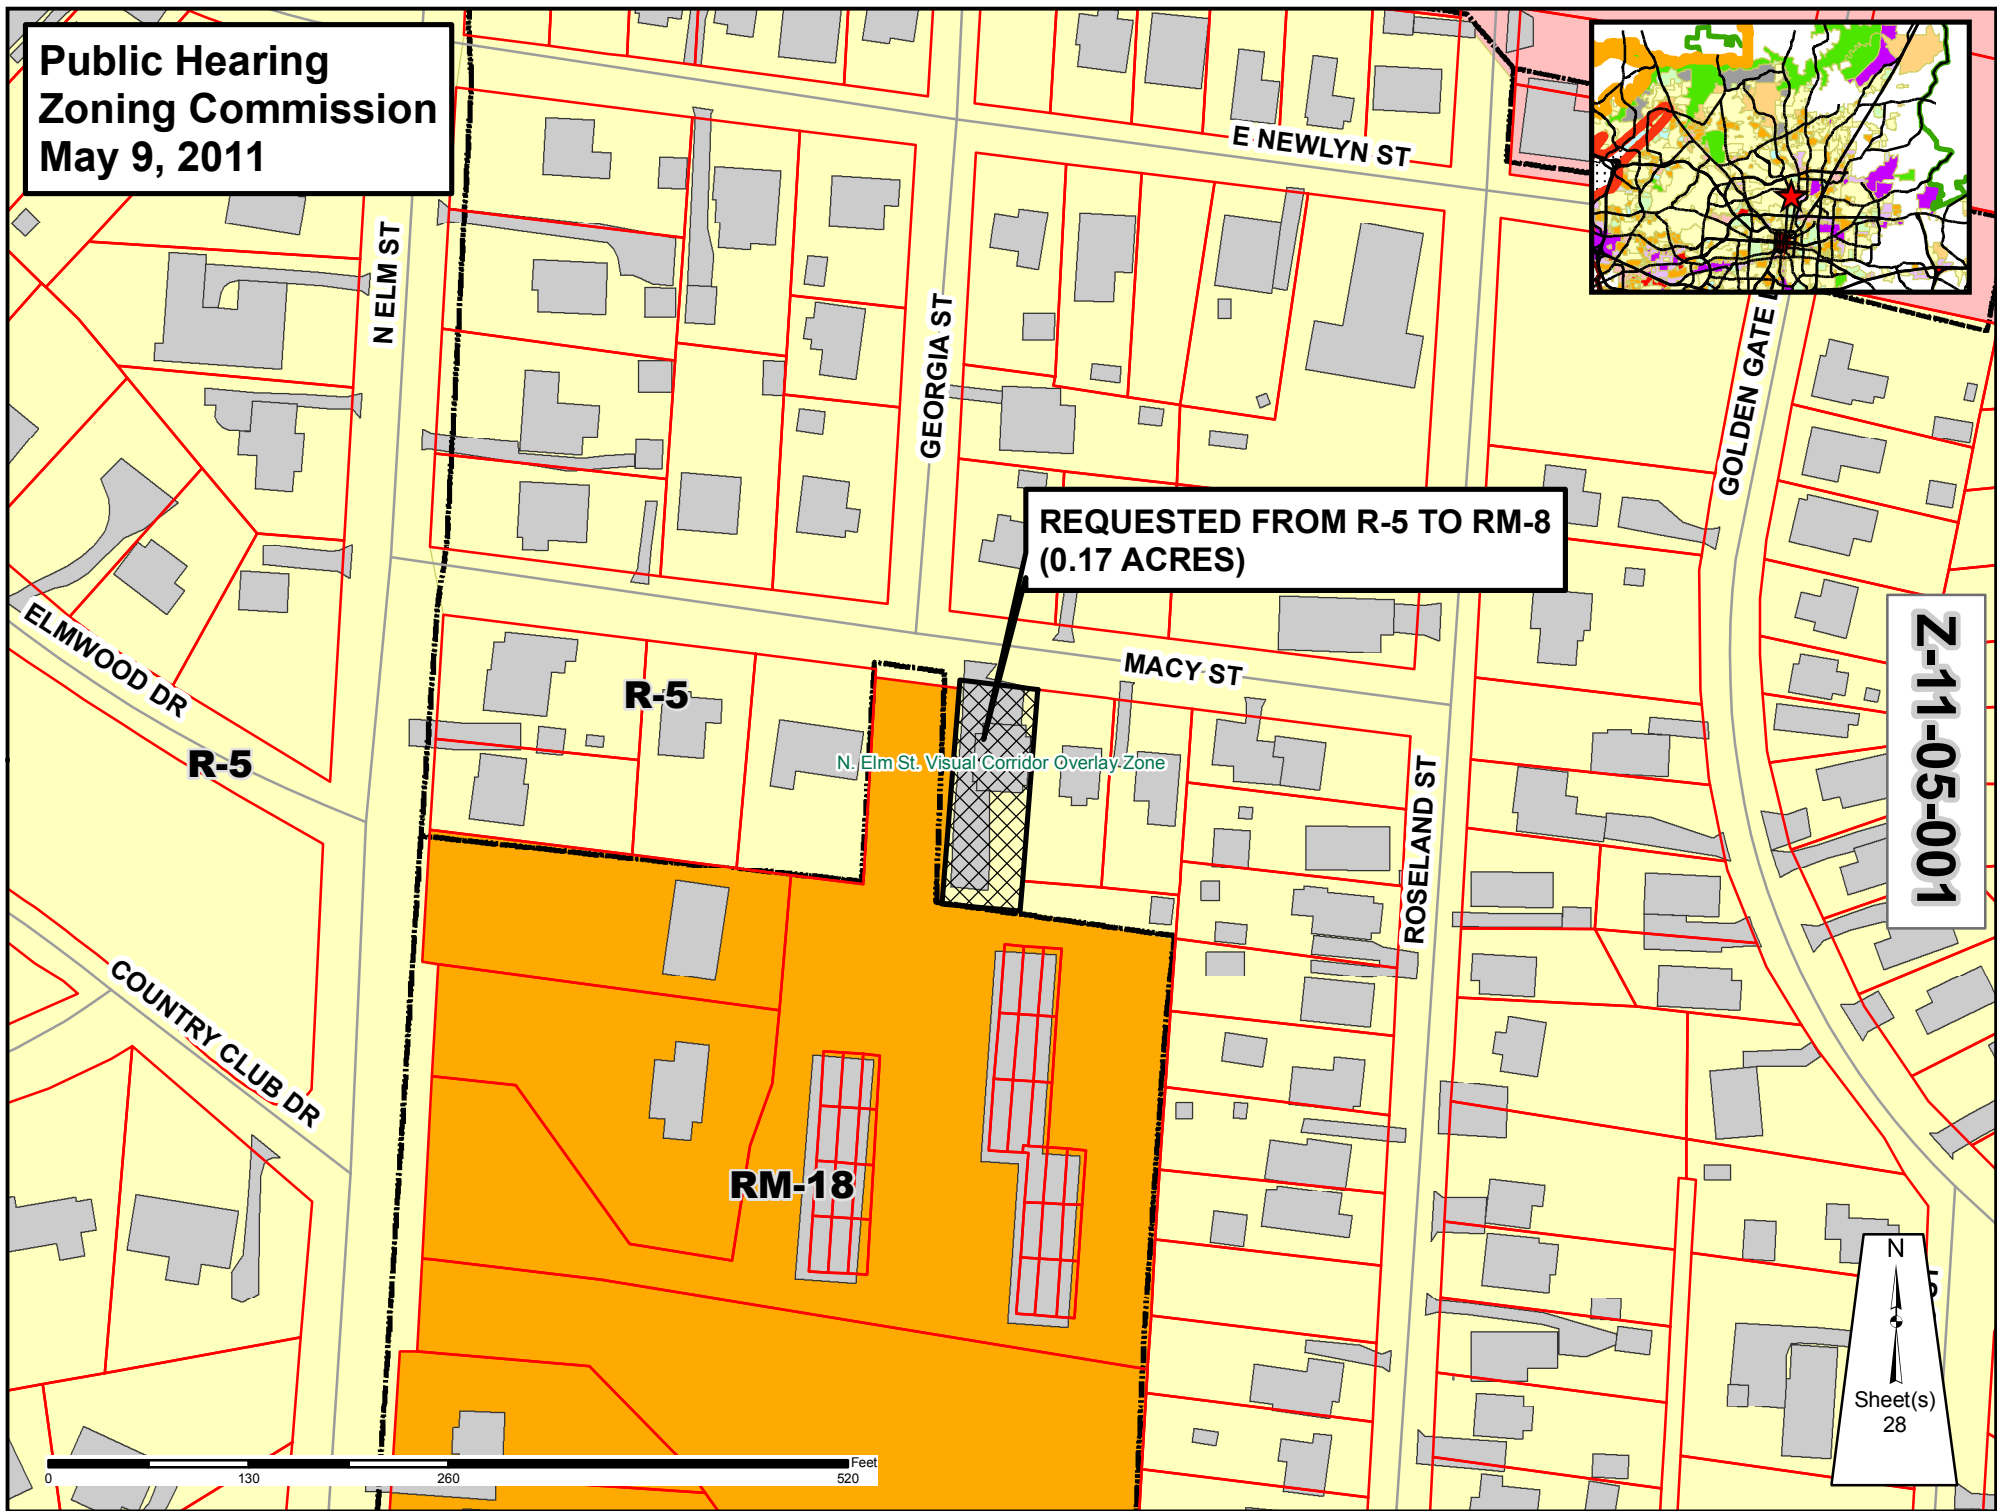 Public Hearing
Zoning Commission
May 9, 2011
E NEWLYN ST
N ELM ST
GEORGIA ST
GOLDEN GATE
REQUESTED FROM R-5 TO RM-8
(0.17 ACRES)
ELMWOOD DR
MACY ST
R-5
R-5
N. Elm St. Visual Corridor Overlay Zone
Z-11-05-001
ROSELAND ST
COUNTRY CLUB DR
RM-18
N
Sheet(s)
28
Feet
0 130 260 520